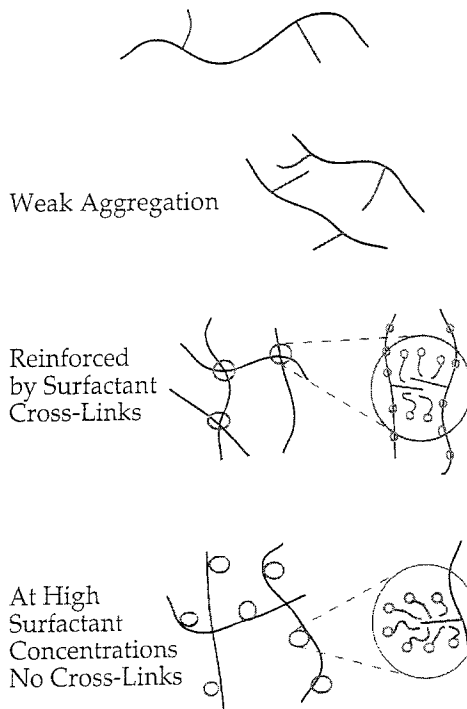 Weak Aggregation
Reinforced
by Surfactant
Cross-Links
At High
Surfactant
Concentrations
No Cross-Links